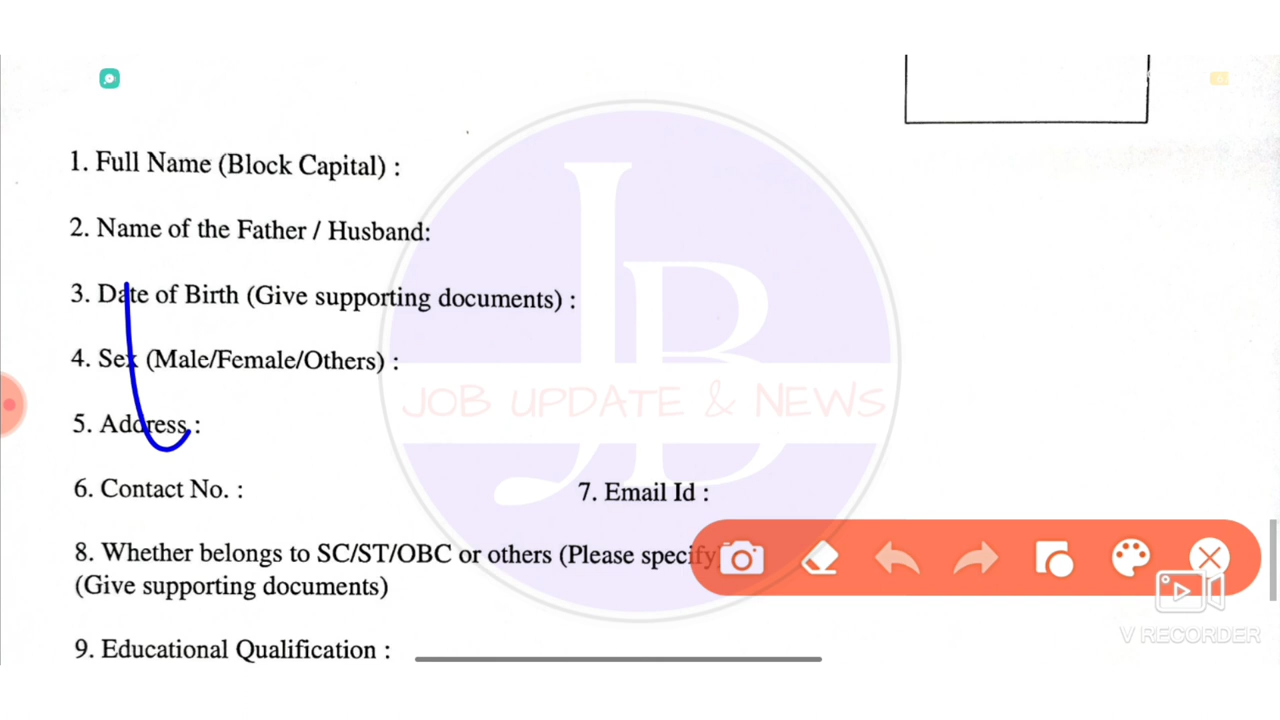 1. Full Name (Block Capital) :
2. Name of the Father / Husband:
3. Date of Birth (Give supporting documents) :
4. Sex (Male/Female/Others) :
JOB UPDATE & NEWS
5. Address :
6. Contact No. : 7. Email Id :
8. Whether belongs to SC/ST/OBC or others (Please specify)
(Give supporting documents)
V RECORDER
9. Educational Qualification :